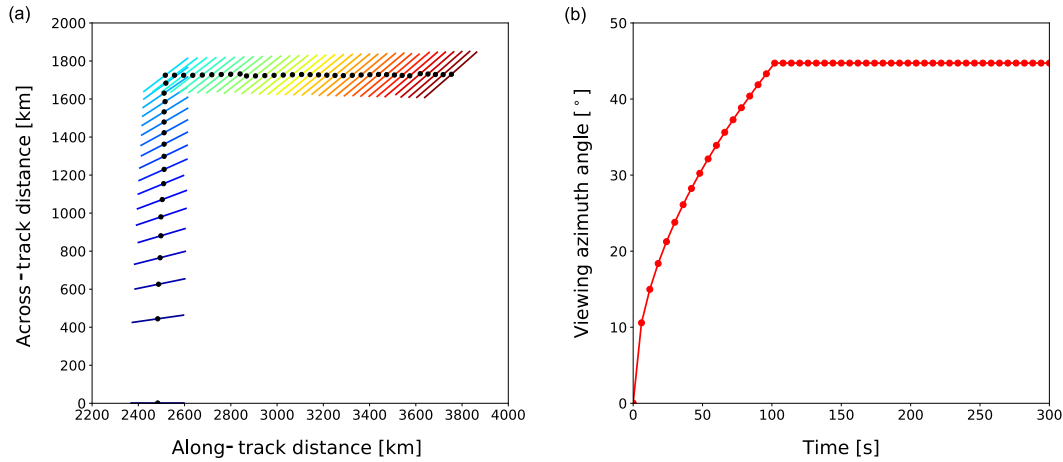 (a)
2000
1800
1600
1400
1200
1000
800
600
400
200
0
Across-track distance [km]
2200 2400 2600 2800 3000 3200 3400 3600 3800 4000
Along-track distance [km]
(b)
50
40
30
20
10
0
Viewing azimuth angle [°]
0 50 100 150 200 250 300
Time [s]